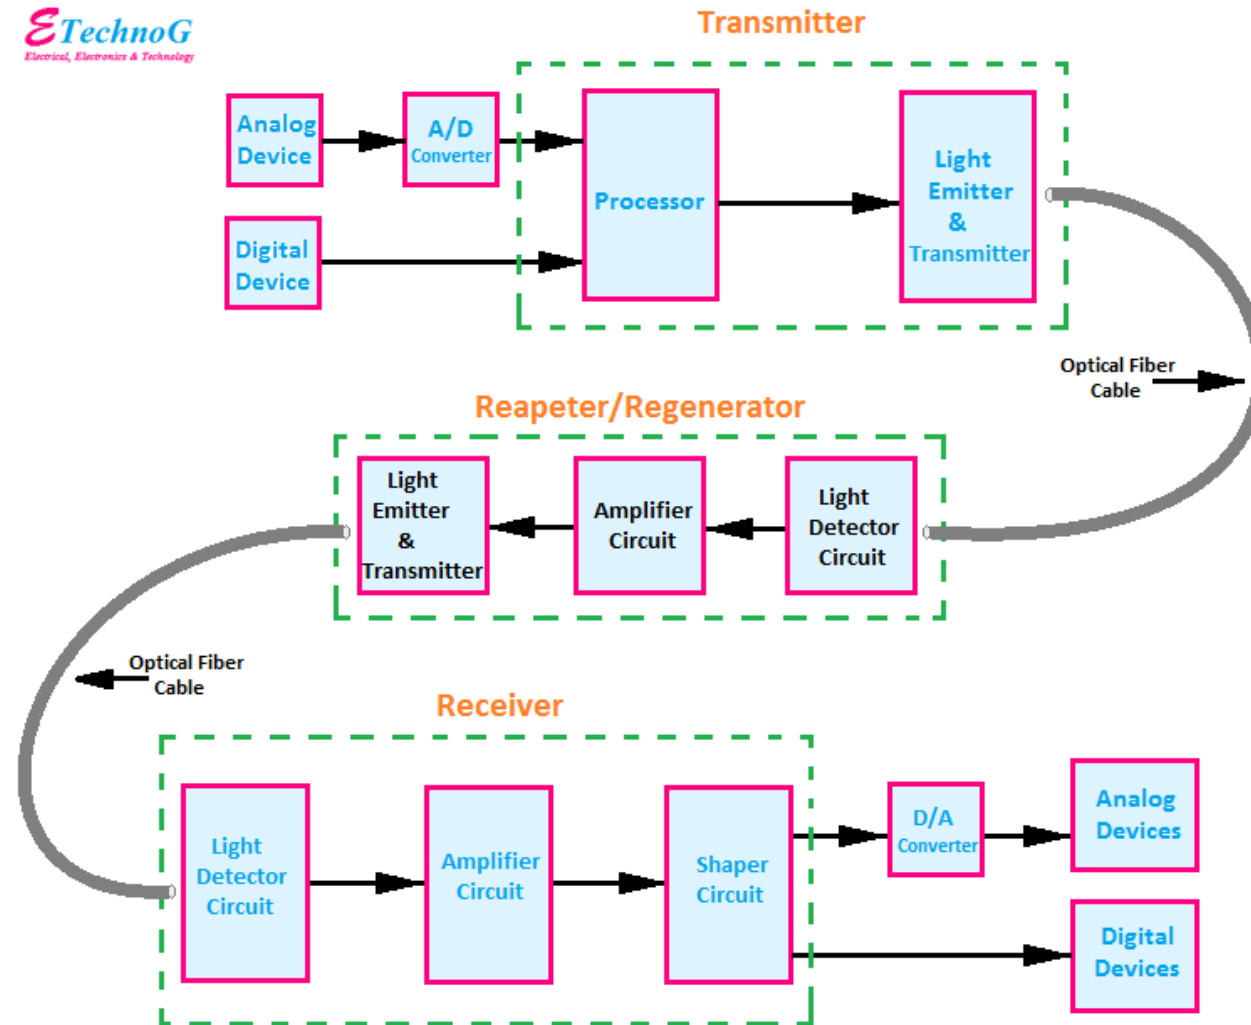 ETechnoG
Electrical, Electronics & Technology
Transmitter
Analog
Device
A/D
Converter
Digital
Device
Processor
Light
Emitter
&
Transmitter
Optical Fiber
Cable
Reapeter/Regenerator
Light
Emitter
&
Transmitter
Amplifier
Circuit
Light
Detector
Circuit
Optical Fiber
Cable
Receiver
Light
Detector
Circuit
Amplifier
Circuit
Shaper
Circuit
D/A
Converter
Analog
Devices
Digital
Devices